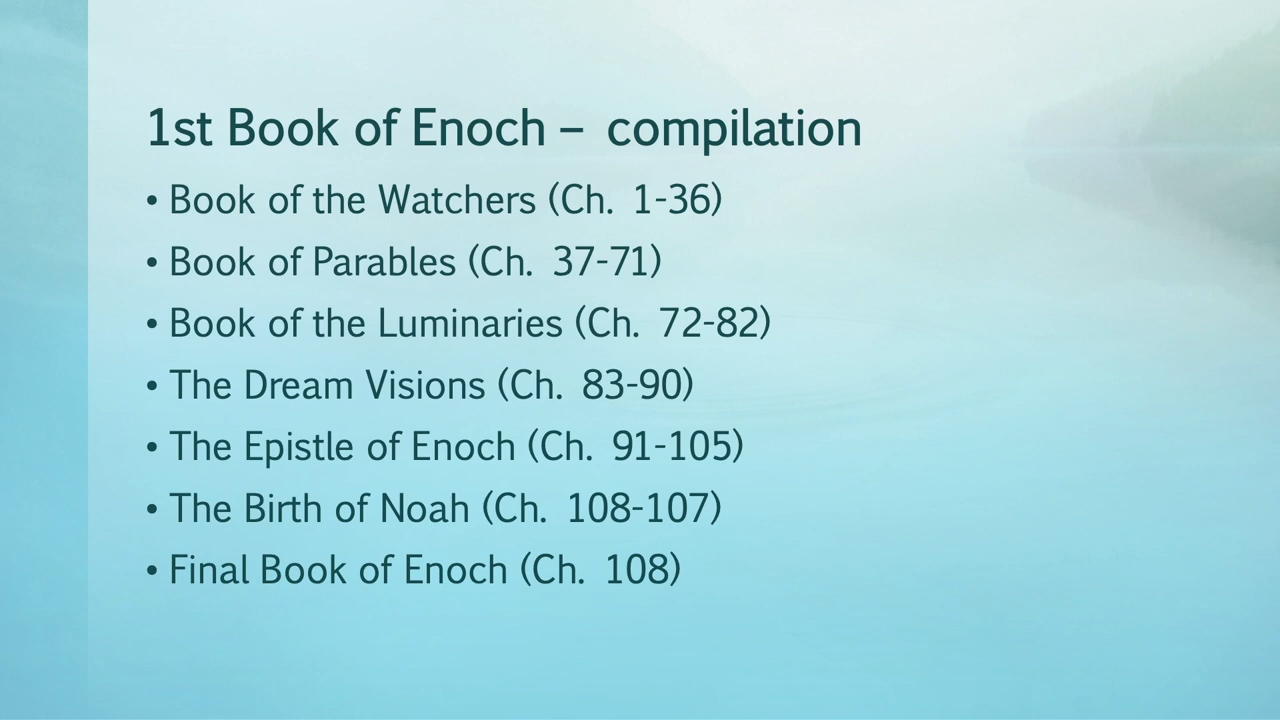 1st Book of Enoch – compilation
• Book of the Watchers (Ch. 1-36)
• Book of Parables (Ch. 37-71)
• Book of the Luminaries (Ch. 72-82)
• The Dream Visions (Ch. 83-90)
• The Epistle of Enoch (Ch. 91-105)
• The Birth of Noah (Ch. 108-107)
• Final Book of Enoch (Ch. 108)